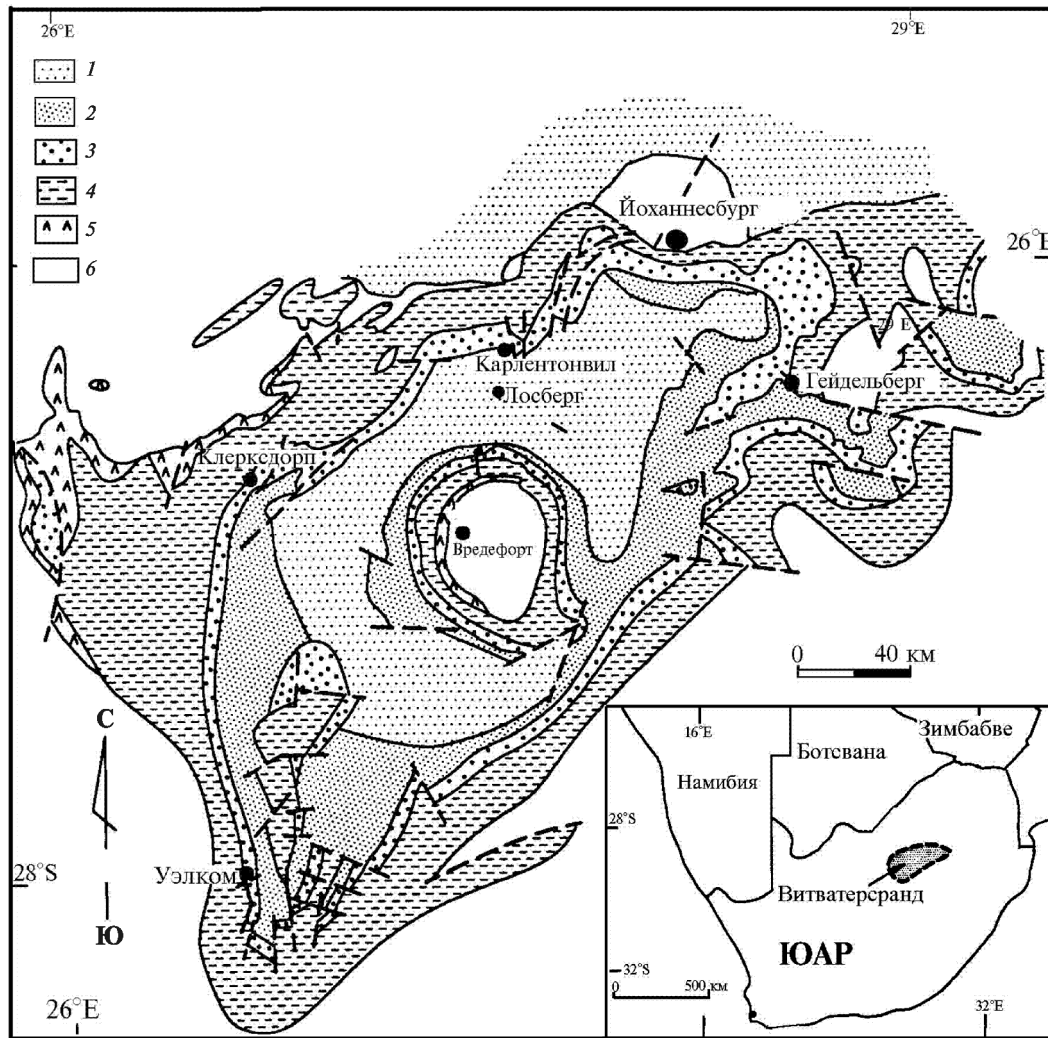 26°E
29°E
1
2
3
4
5
6
Йоханнесбург
26°E
29 E
Карлентонвил
Лосберг
Гейдельберг
Клерксдорп
Вредефорт
0 40 км
С
Ю
Уэлком
28°S
26°E
16°E
Зимбабве
Ботсвана
Намибия
28°S
Витватерсранд
ЮАР
32°S
0 500 км
32°E